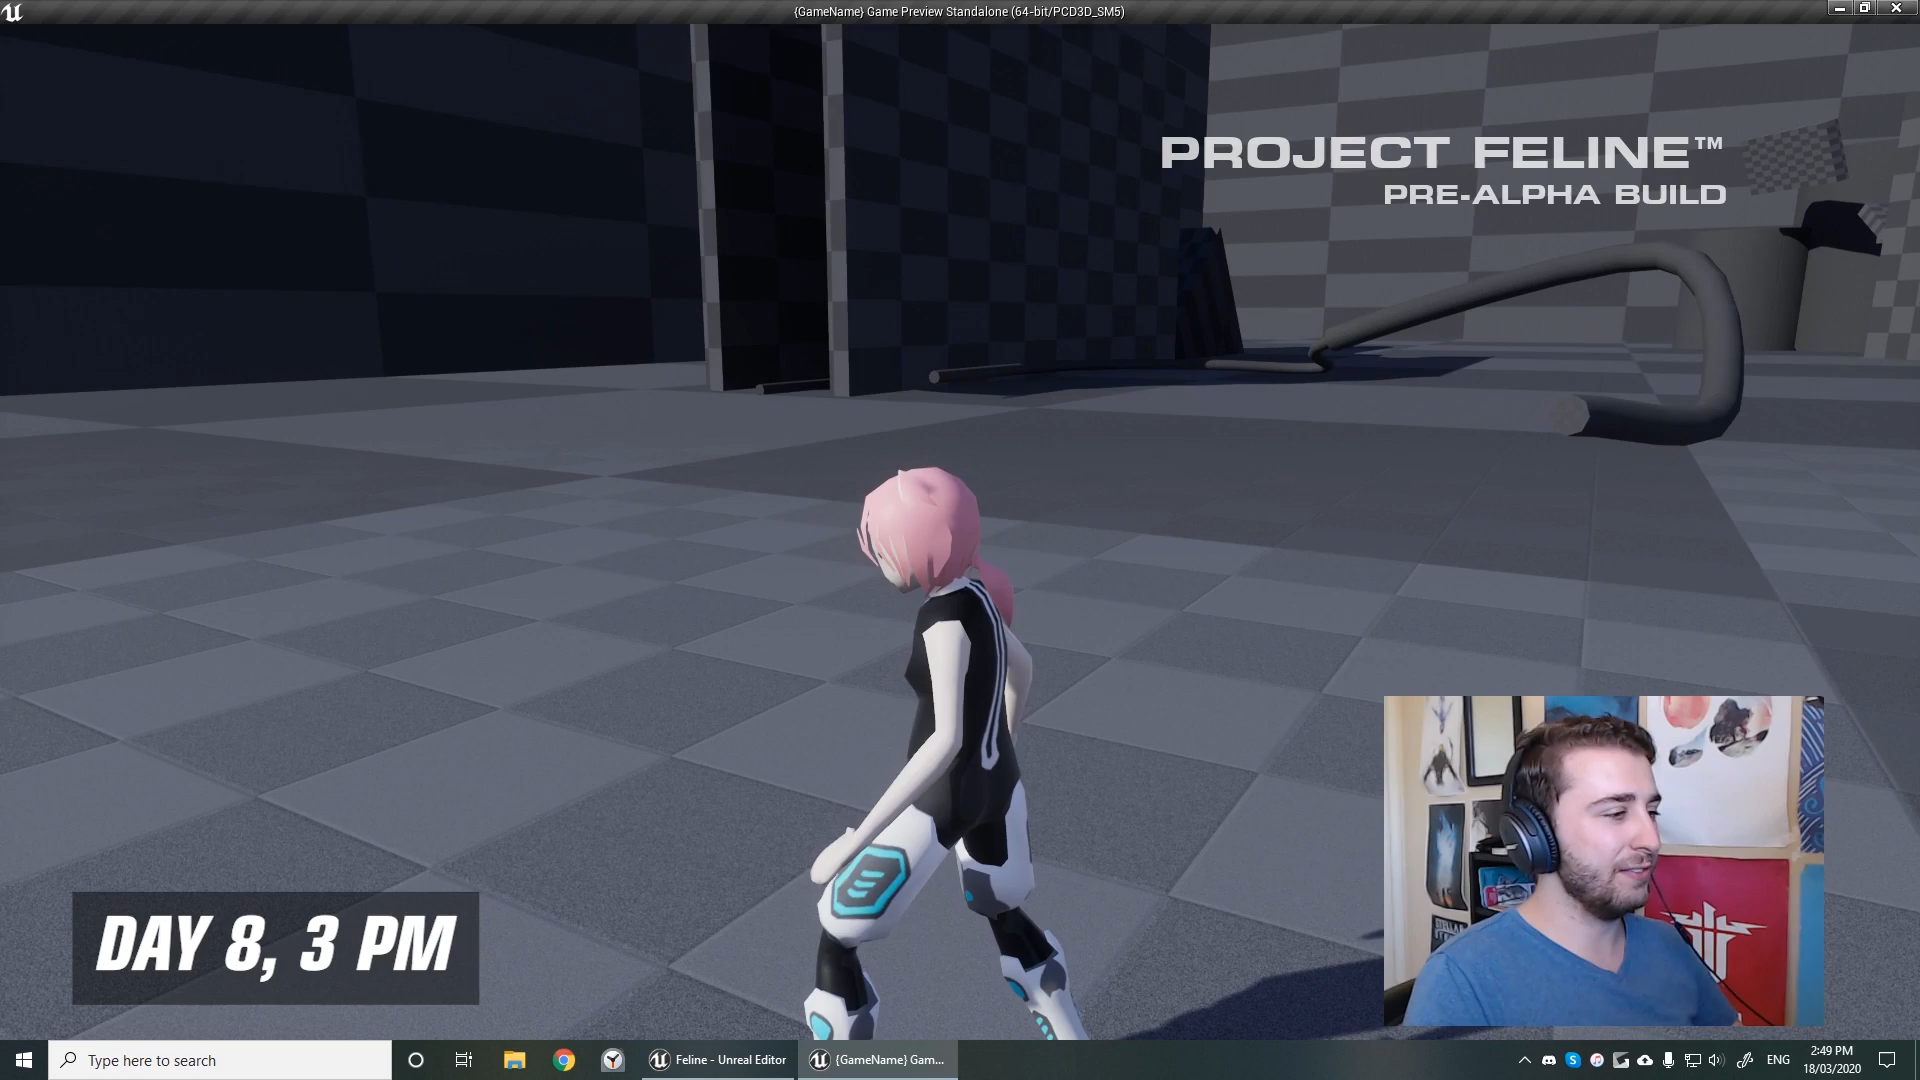 {GameName} Game Preview Standalone (64-bit/PCD3D_SM5)
PROJECT FELINE™
PRE-ALPHA BUILD
DAY 8, 3 PM
Type here to search
Feline - Unreal Editor
{GameName} Gam...
ENG
2:49 PM
18/03/2020